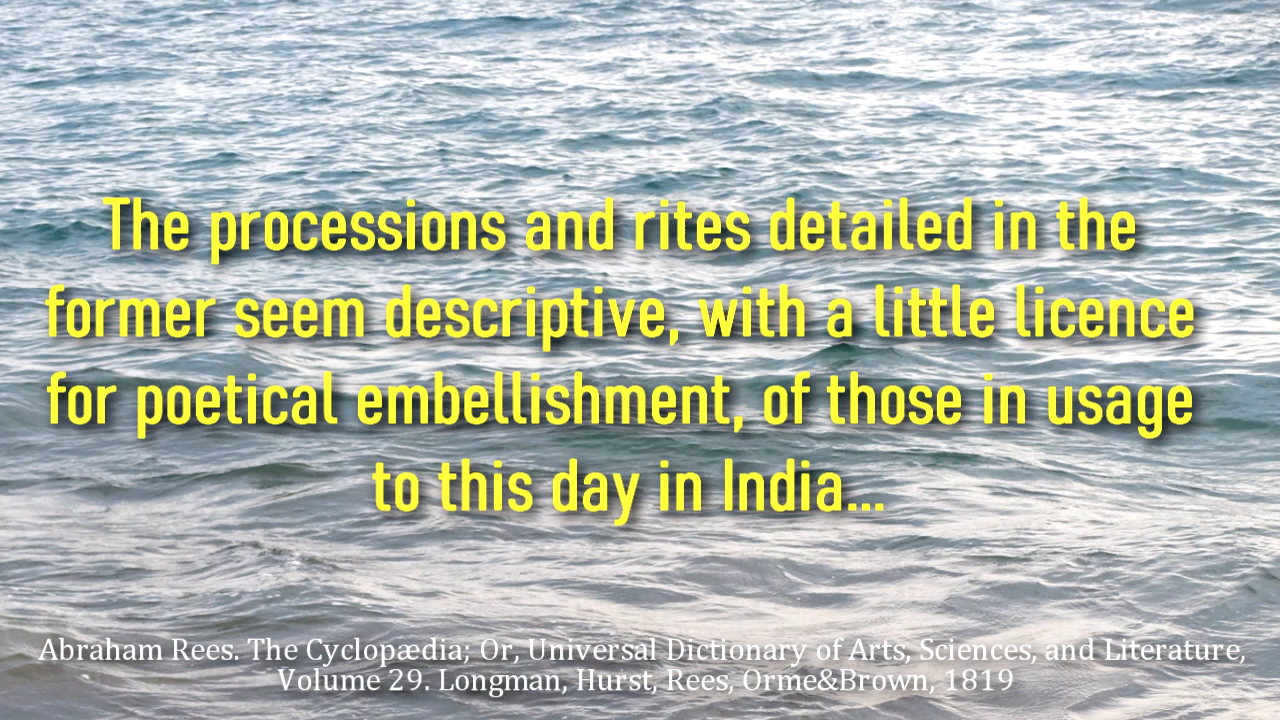 The processions and rites detailed in the
former seem descriptive, with a little licence
for poetical embellishment, of those in usage
to this day in India...
Abraham Rees. The Cyclopædia; Or, Universal Dictionary of Arts, Sciences, and Literature,
Volume 29. Longman, Hurst, Rees, Orme&Brown, 1819